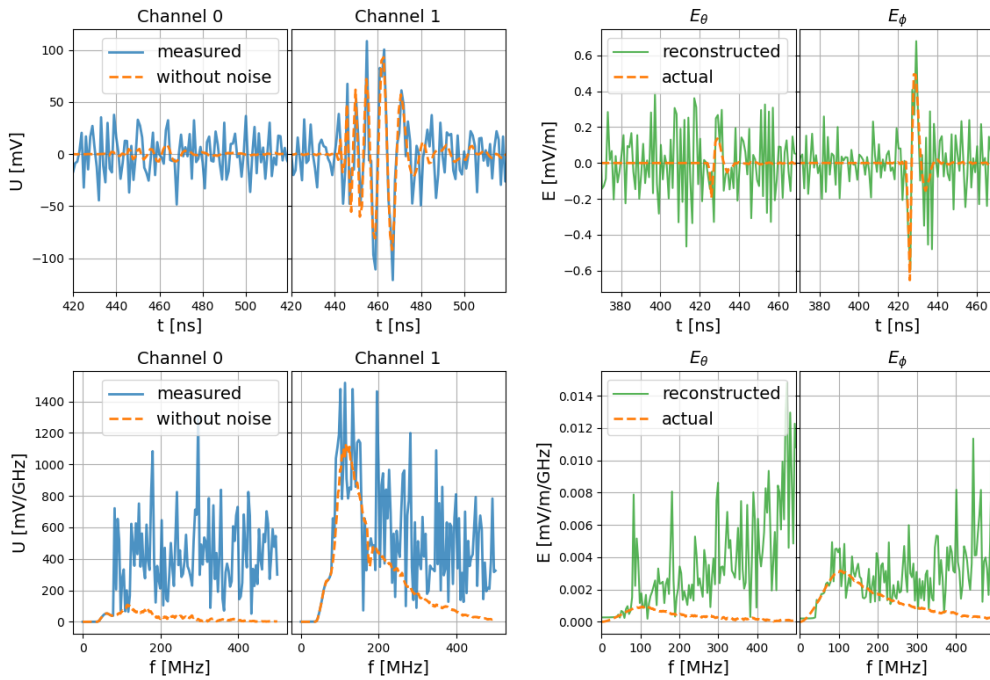 Channel 0
Channel 1
measured
without noise
100
50
0
−50
−100
U [mV]
420 440 460 480 500
420 440 460 480 500
t [ns]
t [ns]
E_θ
E_ϕ
reconstructed
actual
0.6
0.4
0.2
0.0
−0.2
−0.4
−0.6
E [mV/m]
380 400 420 440 460
380 400 420 440 460
t [ns]
t [ns]
Channel 0
Channel 1
measured
without noise
1400
1200
1000
800
600
400
200
0
U [mV/GHz]
0 200 400
0 200 400
f [MHz]
f [MHz]
E_θ
E_ϕ
reconstructed
actual
0.014
0.012
0.010
0.008
0.006
0.004
0.002
0.000
E [mV/m/GHz]
0 100 200 300 400
0 100 200 300 400
f [MHz]
f [MHz]